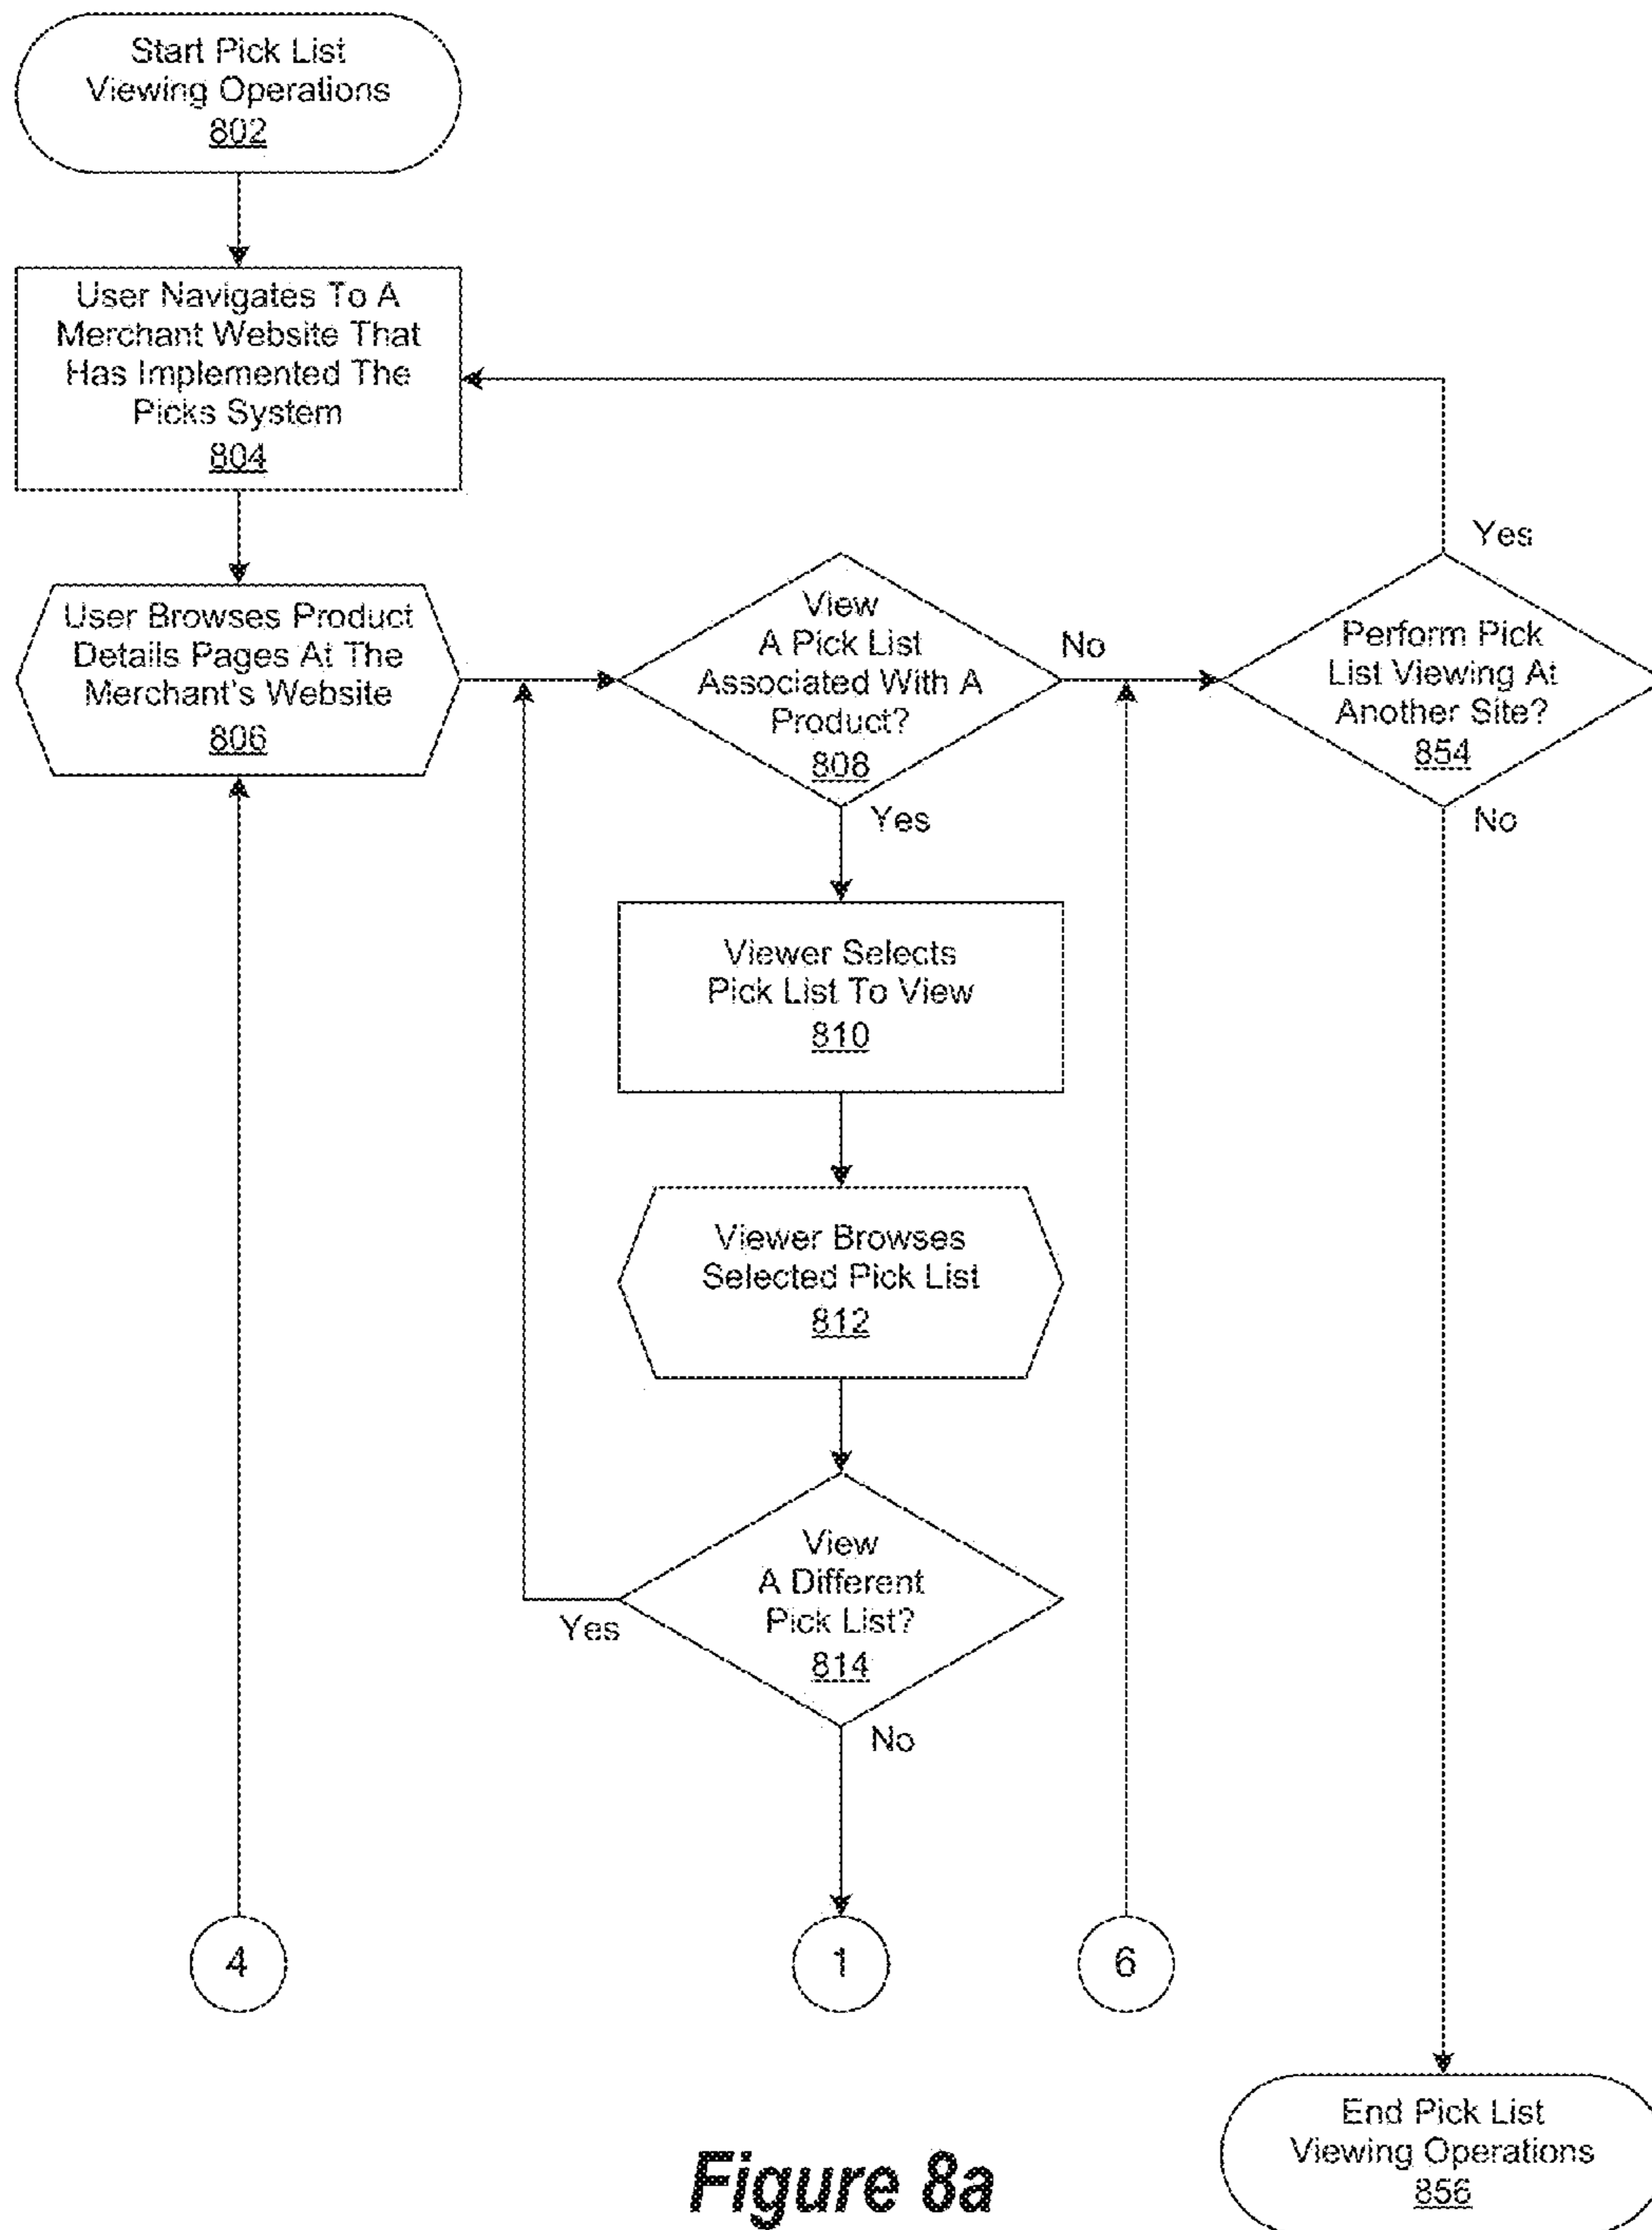 Start Pick List
Viewing Operations
802
User Navigates To A
Merchant Website That
Has Implemented The
Picks System
804
User Browses Product
Details Pages At The
Merchant's Website
806
View
A Pick List
Associated With A
Product?
808
No
Yes
Yes
Perform Pick
List Viewing At
Another Site?
854
No
Viewer Selects
Pick List To View
810
Viewer Browses
Selected Pick List
812
View
A Different
Pick List?
814
Yes
No
4
1
6
End Pick List
Viewing Operations
856
Figure 8a